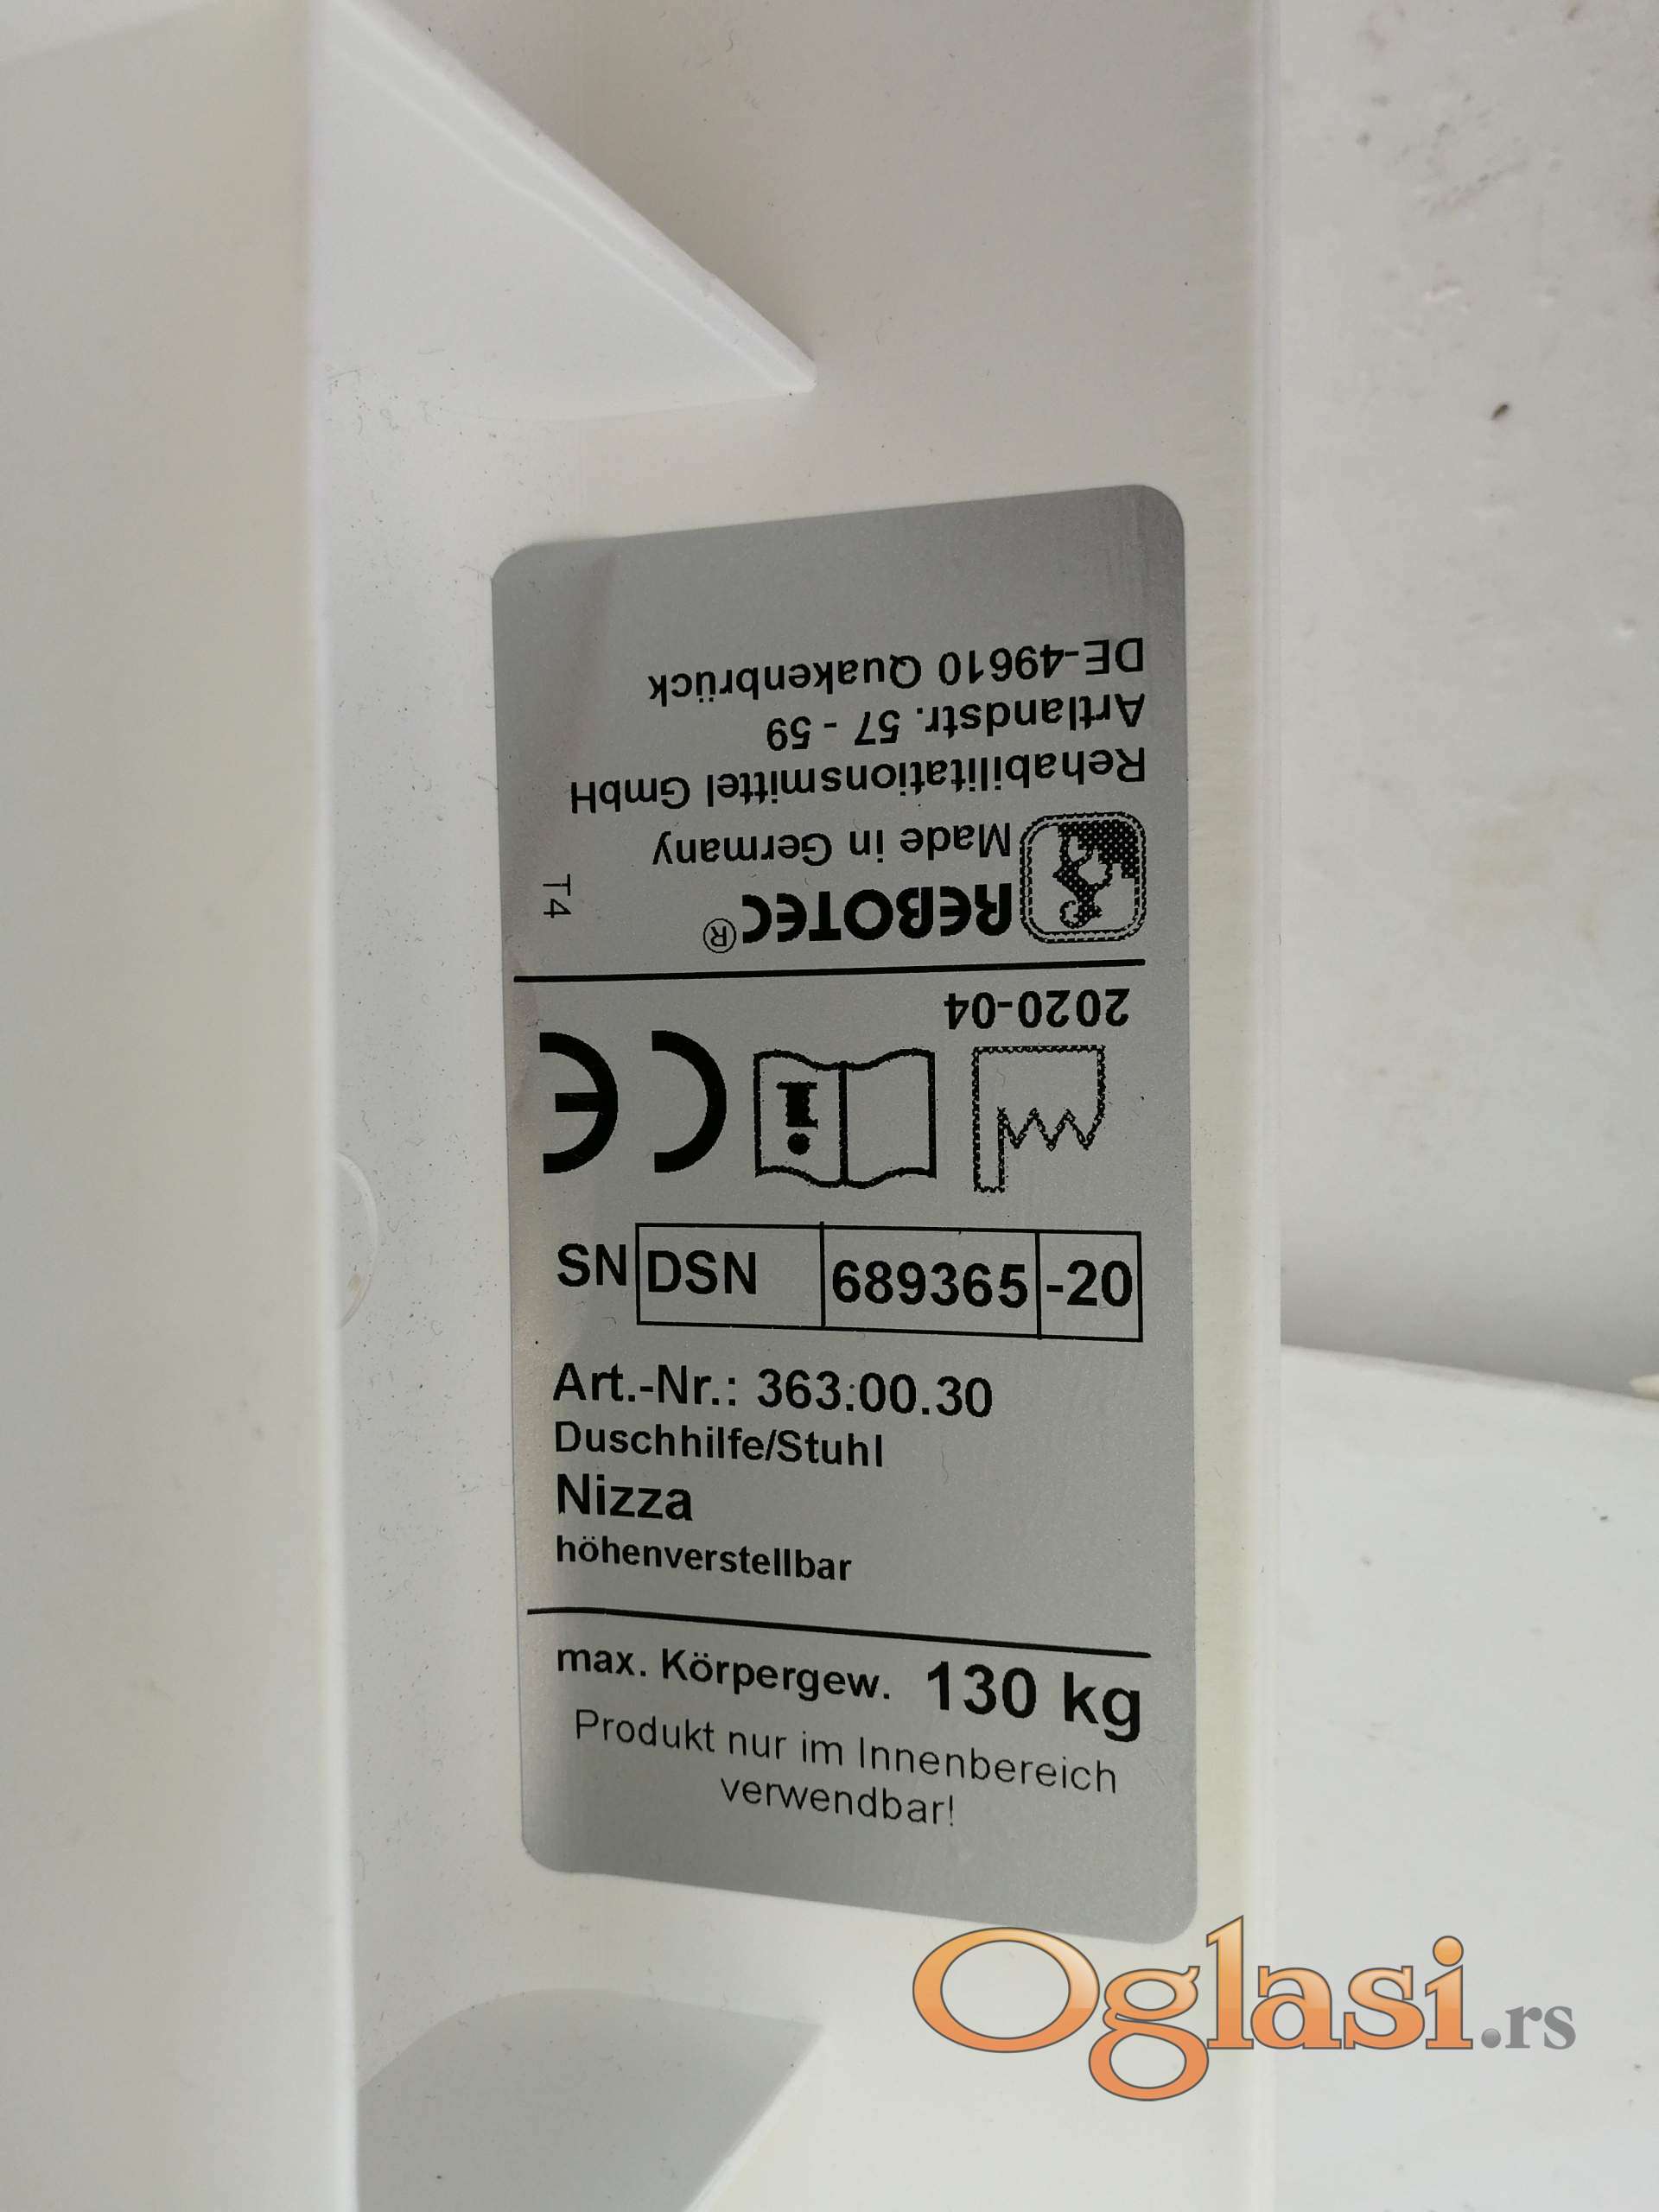 REBOTEC®
Made in Germany
T4
Rehabilitationsmittel GmbH
Artlandstr. 57 - 59
DE-49610 Quakenbrück
2020-04
i
CE
SN DSN 689365 -20
Art.-Nr.: 363.00.30
Duschhilfe/Stuhl
Nizza
höhenverstellbar
max. Körpergew. 130 kg
Produkt nur im Innenbereich
verwendbar!
Oglasi.rs